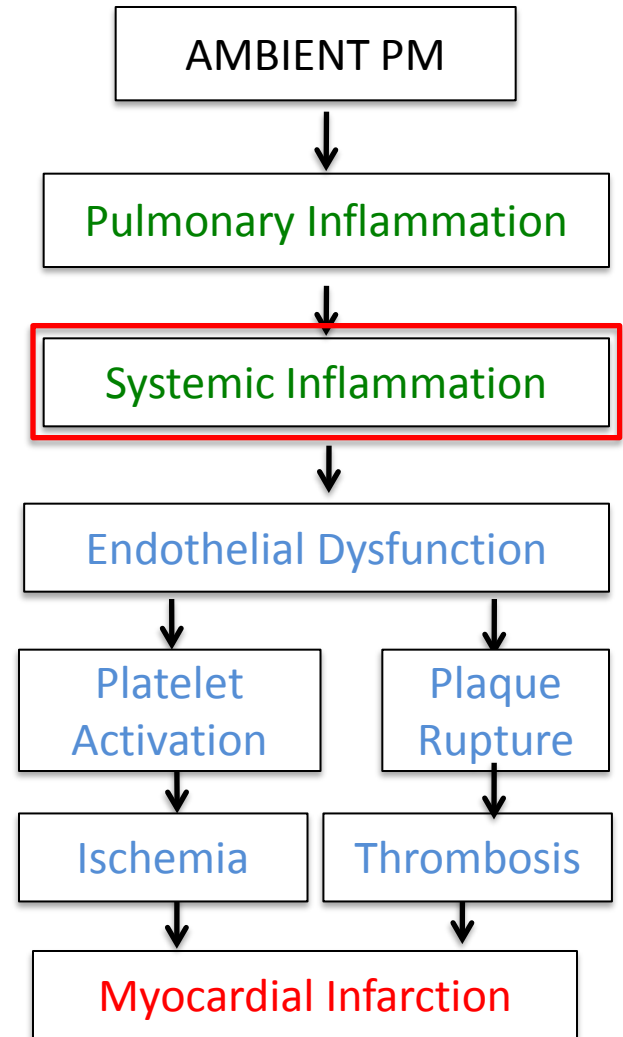 AMBIENT PM
Pulmonary Inflammation
Systemic Inflammation
Endothelial Dysfunction
Platelet
Activation
Plaque
Rupture
Ischemia
Thrombosis
Myocardial Infarction